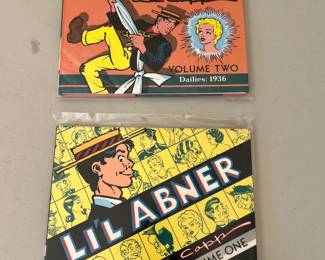 VOLUME TWO
Dailies: 1936
LI'L ABNER
Capp
VOLUME ONE